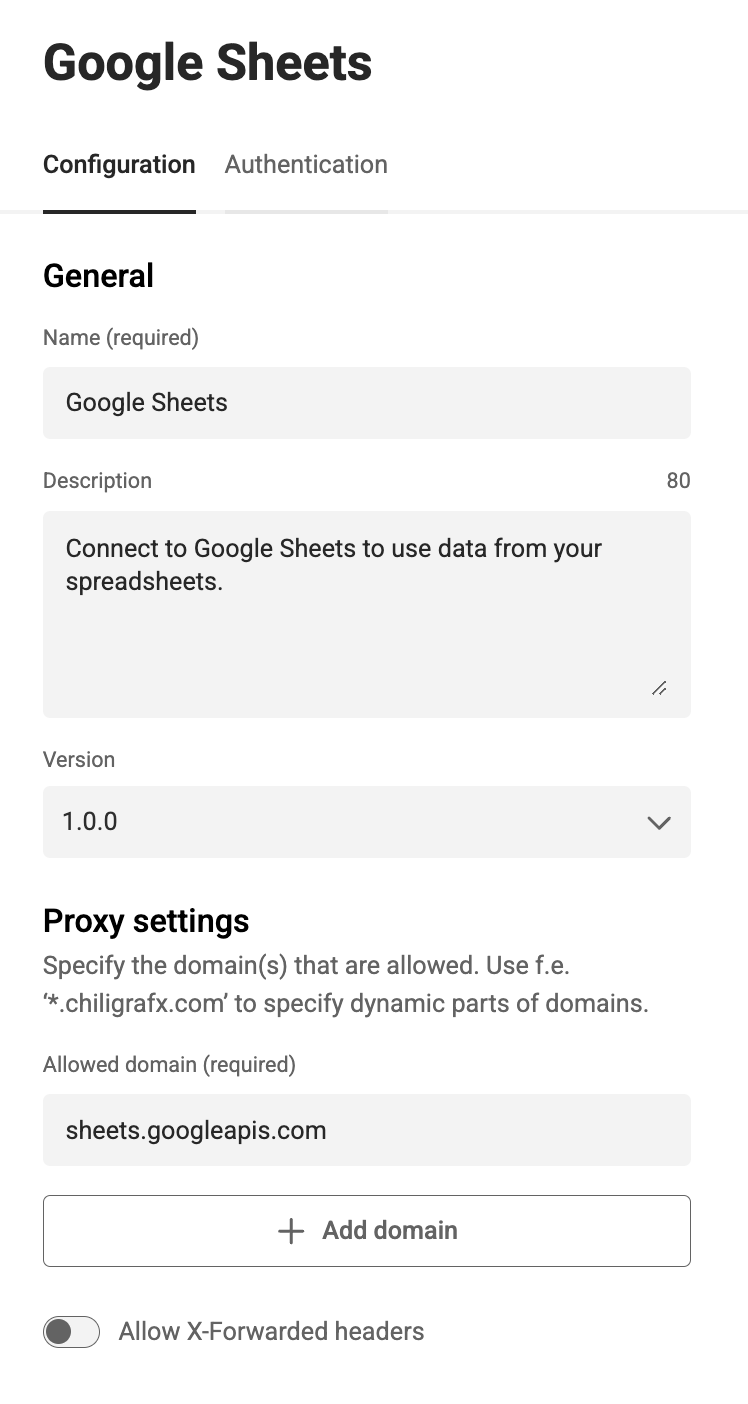 Google Sheets
Configuration Authentication
General
Name (required)
Google Sheets
Description 80
Connect to Google Sheets to use data from your
spreadsheets.
Version
1.0.0
Proxy settings
Specify the domain(s) that are allowed. Use f.e.
‘*.chiligrafx.com’ to specify dynamic parts of domains.
Allowed domain (required)
sheets.googleapis.com
Add domain
Allow X-Forwarded headers